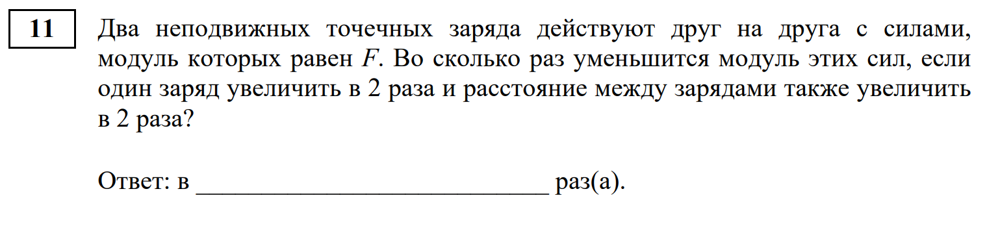 11
Два неподвижных точечных заряда действуют друг на друга с силами,
модуль которых равен F. Во сколько раз уменьшится модуль этих сил, если
один заряд увеличить в 2 раза и расстояние между зарядами также увеличить
в 2 раза?
Ответ: в ___________________________ раз(а).